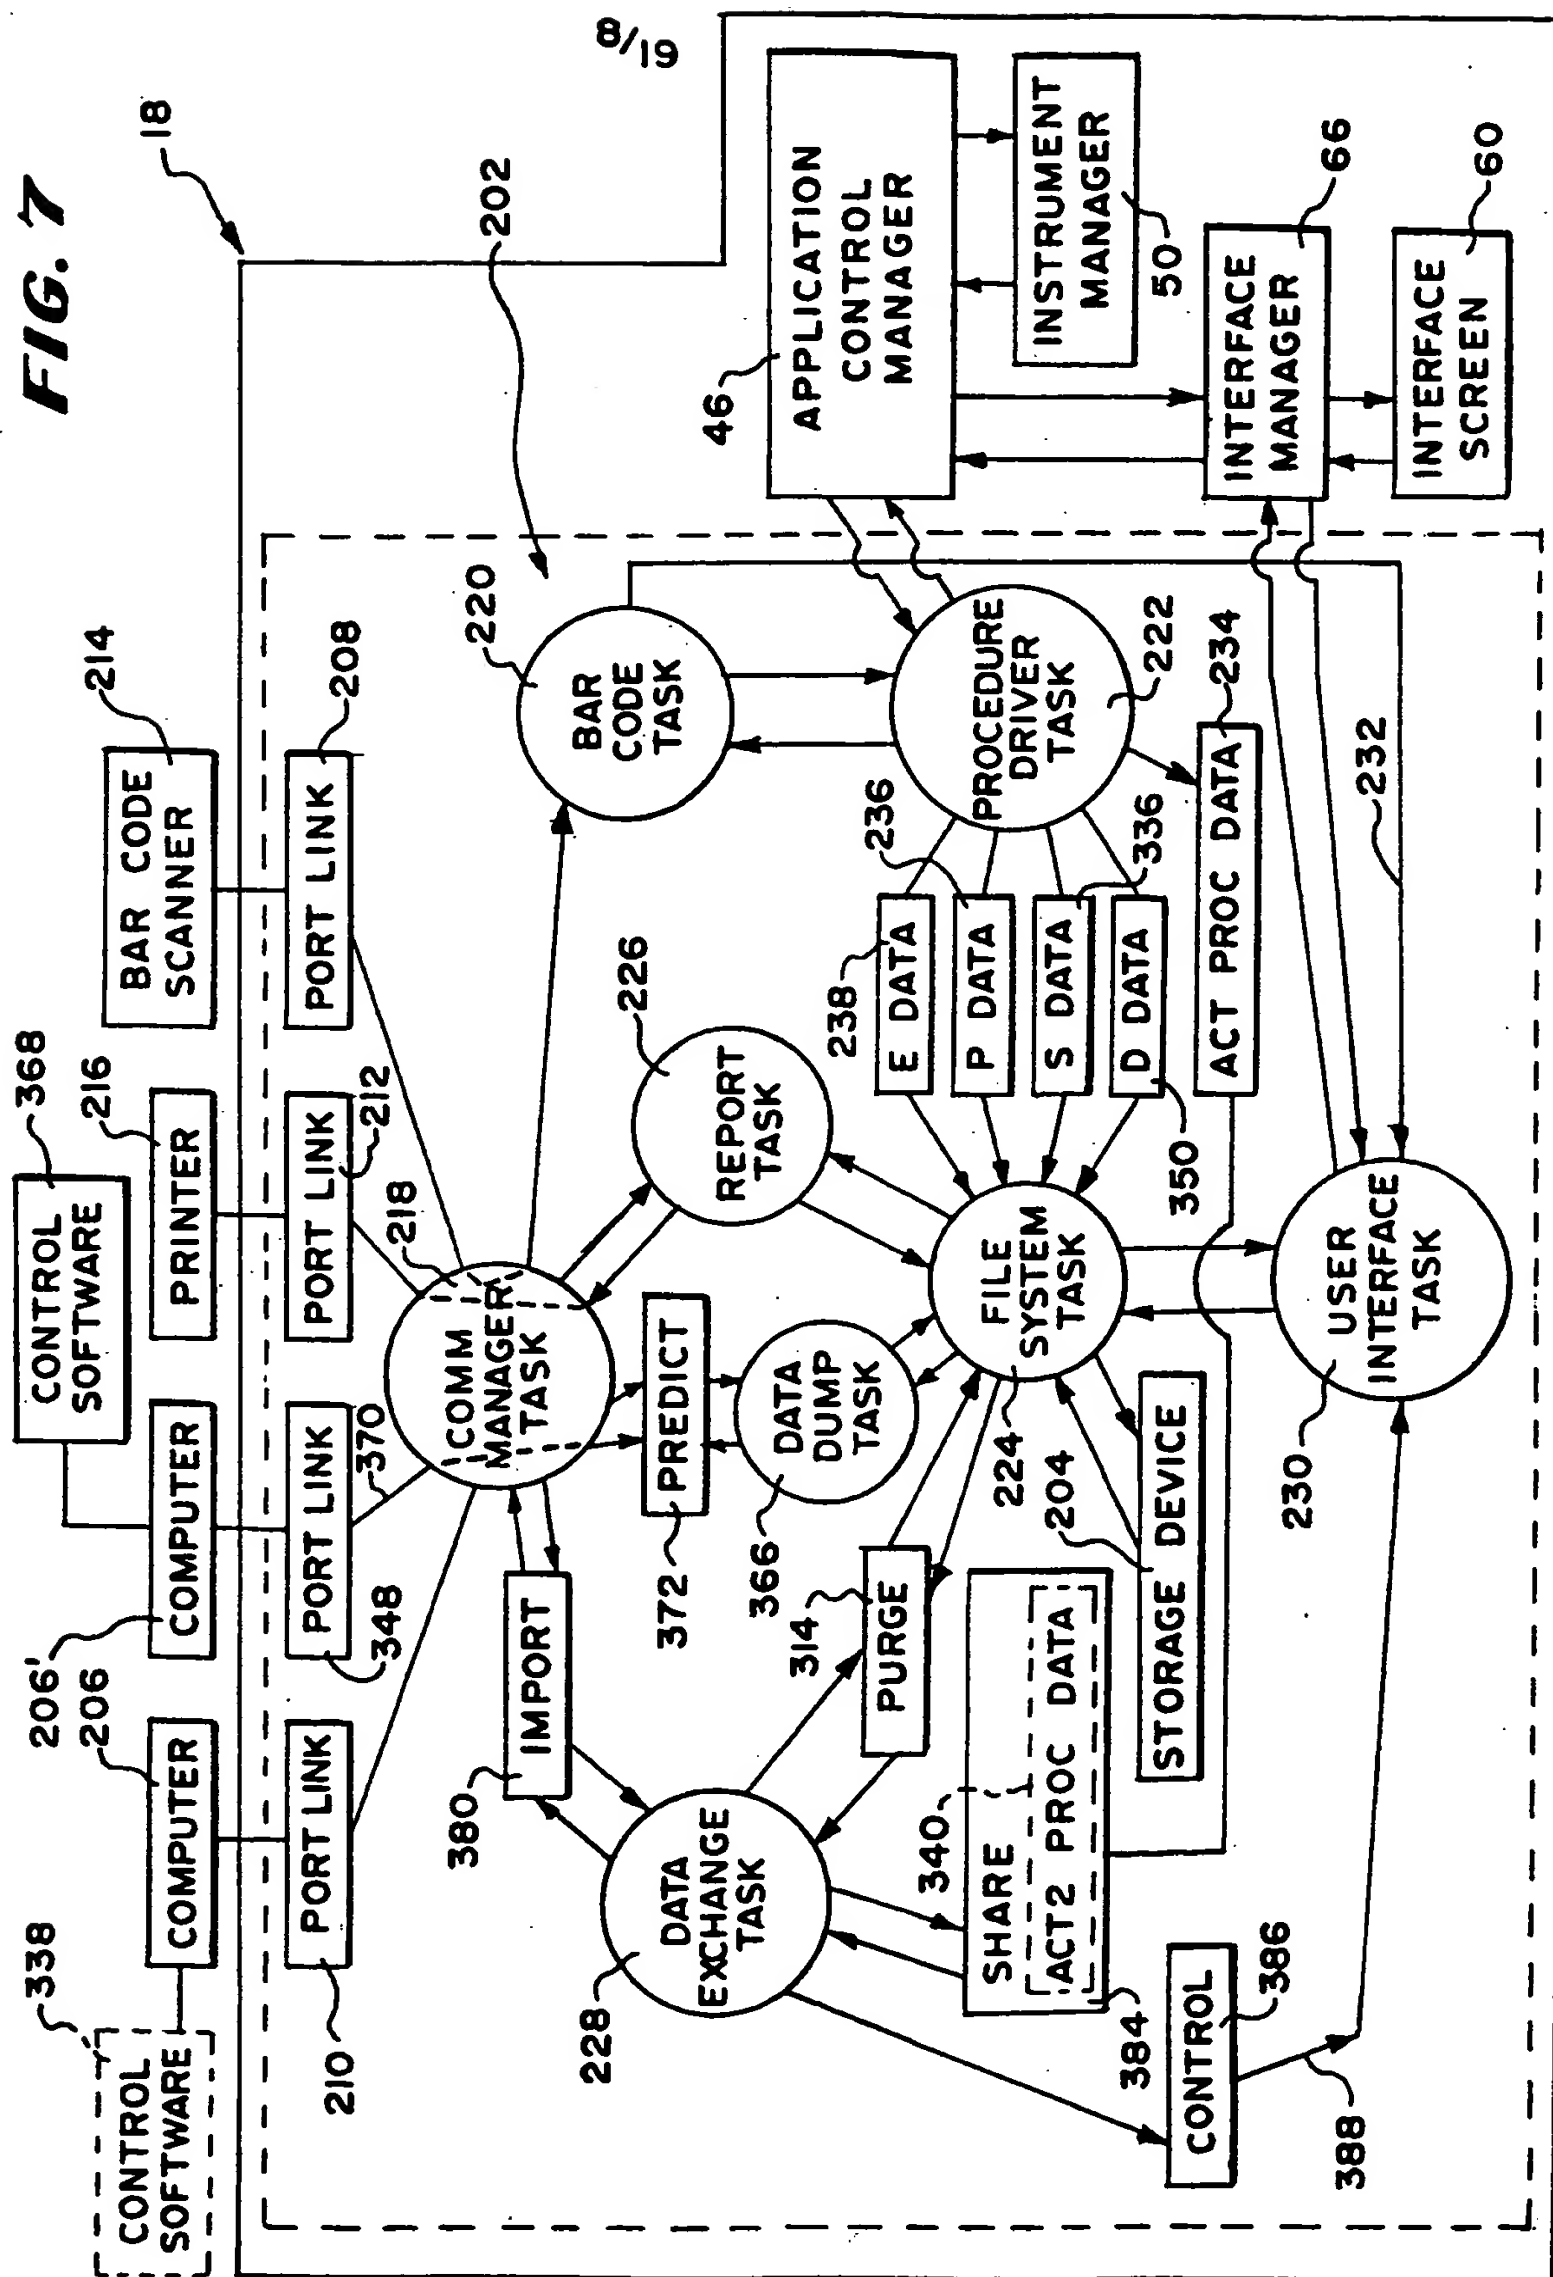 8/19
FIG. 7
18
338
CONTROL
SOFTWARE
206
COMPUTER
206'
COMPUTER
CONTROL
SOFTWARE
368
PRINTER
216
BAR CODE
SCANNER
214
202
210
PORT LINK
348
PORT LINK
370
PORT LINK
212
PORT LINK
208
218
COMM
MANAGER
TASK
220
BAR
CODE
TASK
380
IMPORT
372
PREDICT
REPORT
TASK
226
228
DATA
EXCHANGE
TASK
366
DATA
DUMP
TASK
314
PURGE
238
E DATA
236
P DATA
S DATA
336
D DATA
350
PROCEDURE
DRIVER
TASK
222
224
FILE
SYSTEM
TASK
340
SHARE
ACT2 PROC DATA
384
204
STORAGE DEVICE
ACT PROC DATA
234
CONTROL
386
388
230
USER
INTERFACE
TASK
232
46
APPLICATION
CONTROL
MANAGER
INSTRUMENT
MANAGER
50
INTERFACE
MANAGER
66
INTERFACE
SCREEN
60